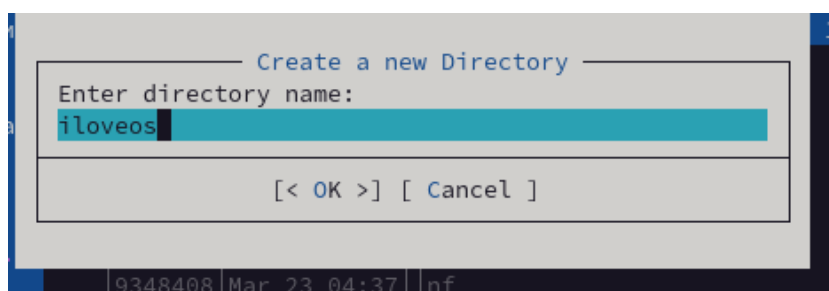 Create a new Directory
Enter directory name:
iloveos
[< OK >] [ Cancel ]
9348408|Mar 23 04:37||nf